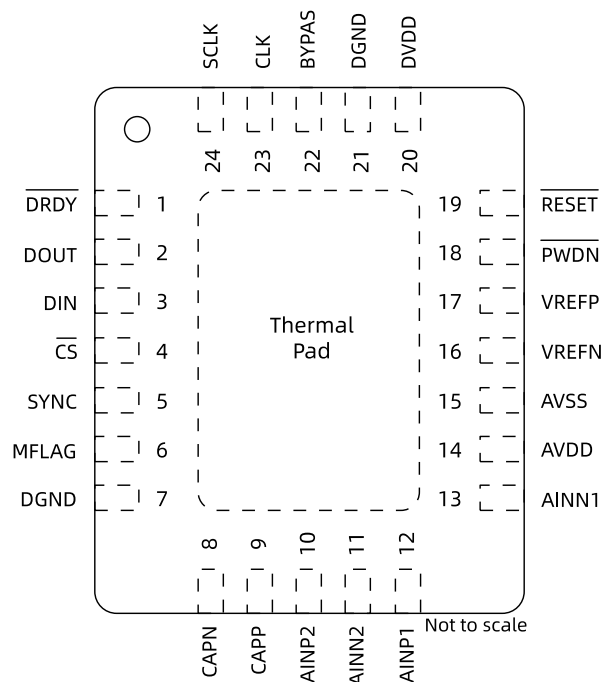 SCLK CLK BYPAS DGND DVDD
24 23 22 21 20
DRDY 1 19 RESET
DOUT 2 18 PWDN
DIN 3 17 VREFP
Thermal
Pad
CS 4 16 VREFN
SYNC 5 15 AVSS
MFLAG 6 14 AVDD
DGND 7 13 AINN1
8 9 10 11 12
CAPN CAPP AINP2 AINN2 AINP1
Not to scale